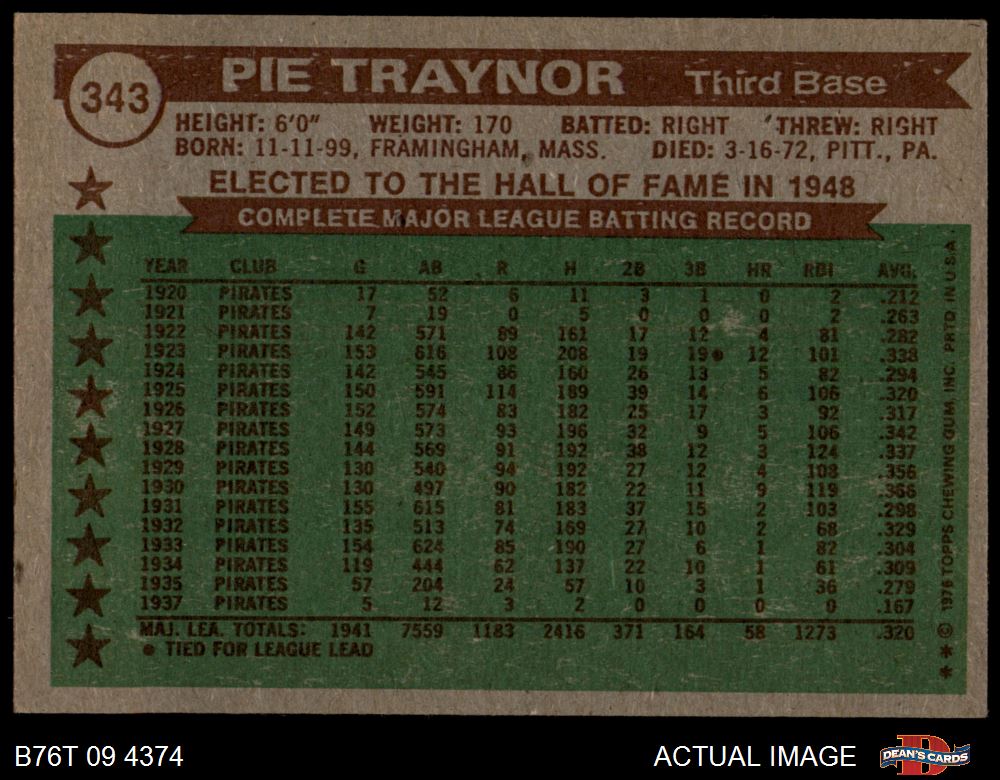 343
PIE TRAYNOR Third Base
HEIGHT: 6'0" WEIGHT: 170 BATTED: RIGHT THREW: RIGHT
BORN: 11-11-99, FRAMINGHAM, MASS. DIED: 3-16-72, PITT., PA.
ELECTED TO THE HALL OF FAME IN 1948
COMPLETE MAJOR LEAGUE BATTING RECORD
YEAR CLUB G AB R H 2B 3B HR RBI AVG.
1920 PIRATES 17 52 6 11 3 1 0 2 .212
1921 PIRATES 7 19 0 5 0 0 0 2 .263
1922 PIRATES 142 571 89 161 17 12 4 81 .282
1923 PIRATES 153 616 108 208 19 19● 12 101 .338
1924 PIRATES 142 545 86 160 26 13 5 82 .294
1925 PIRATES 150 591 114 189 39 14 6 106 .320
1926 PIRATES 152 574 83 182 25 17 3 92 .317
1927 PIRATES 149 573 93 196 32 9 5 106 .342
1928 PIRATES 144 569 91 192 38 12 3 124 .337
1929 PIRATES 130 540 94 192 27 12 4 108 .356
1930 PIRATES 130 497 90 182 22 11 9 119 .366
1931 PIRATES 155 615 81 183 37 15 2 103 .298
1932 PIRATES 135 513 74 169 27 10 2 68 .329
1933 PIRATES 154 624 85 190 27 6 1 82 .304
1934 PIRATES 119 444 62 137 22 10 1 61 .309
1935 PIRATES 57 204 24 57 10 3 1 36 .279
1937 PIRATES 5 12 3 2 0 0 0 0 .167
MAJ. LEA. TOTALS: 1941 7559 1183 2416 371 164 58 1273 .320
● TIED FOR LEAGUE LEAD
* * © 1976 TOPPS CHEWING GUM, INC. PRTD. IN U.S.A.
B76T 09 4374 ACTUAL IMAGE DEAN'S CARDS